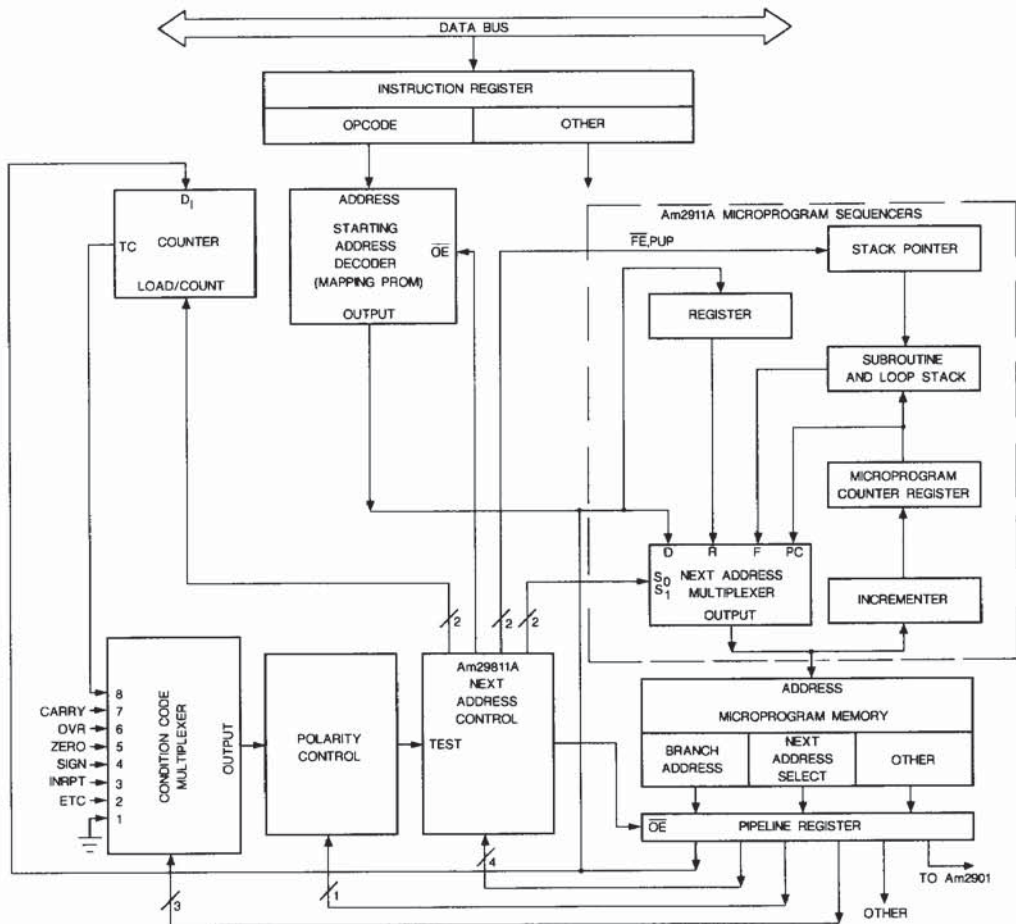 DATA BUS
INSTRUCTION REGISTER
OPCODE
OTHER
DI
TC
COUNTER
LOAD/COUNT
ADDRESS
STARTING
ADDRESS
DECODER
(MAPPING PROM)
OE
OUTPUT
Am2911A MICROPROGRAM SEQUENCERS
FE,PUP
STACK POINTER
REGISTER
SUBROUTINE
AND LOOP STACK
MICROPROGRAM
COUNTER REGISTER
D
R
F
PC
S0
S1
NEXT ADDRESS
MULTIPLEXER
OUTPUT
INCREMENTER
2
2
2
8
CARRY
7
OVR
6
ZERO
5
SIGN
4
INRPT
3
ETC
2
1
CONDITION CODE
MULTIPLEXER
OUTPUT
POLARITY
CONTROL
Am29811A
NEXT
ADDRESS
CONTROL
TEST
ADDRESS
MICROPROGRAM MEMORY
BRANCH
ADDRESS
NEXT
ADDRESS
SELECT
OTHER
OE
PIPELINE REGISTER
4
1
3
TO Am2901
OTHER